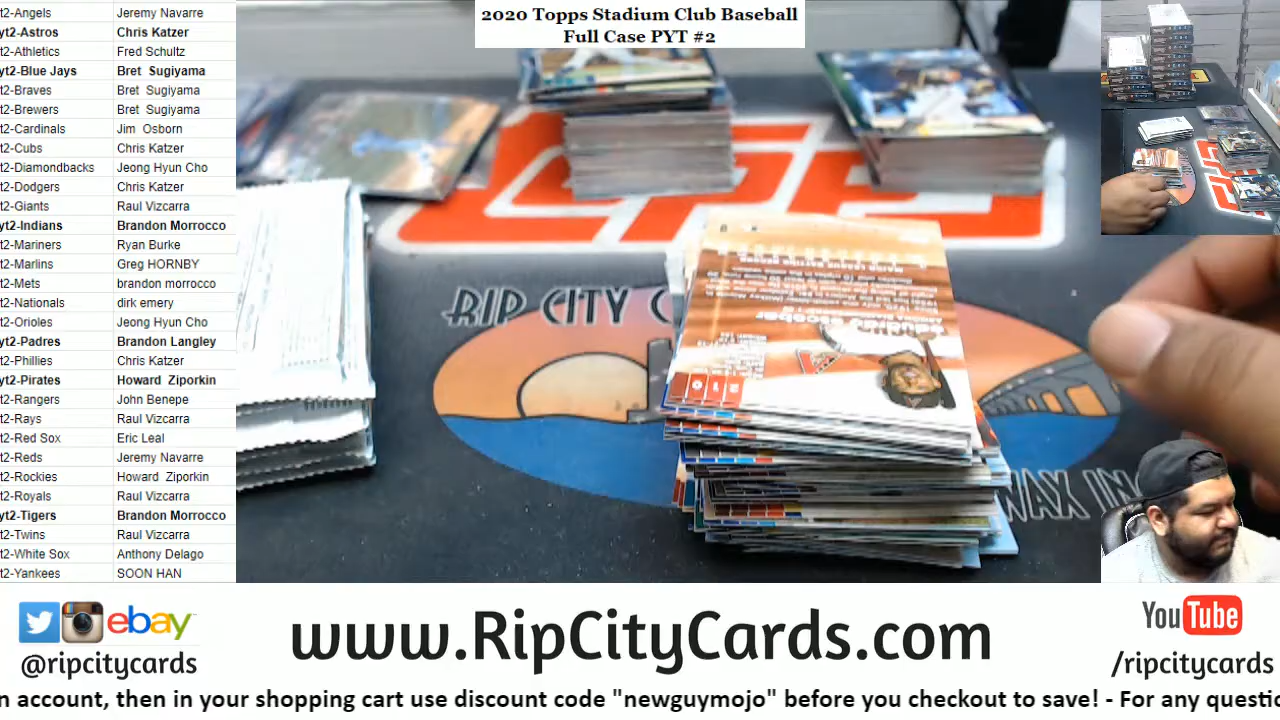 2020 Topps Stadium Club Baseball
Full Case PYT #2
t2-Angels Jeremy Navarre
yt2-Astros Chris Katzer
t2-Athletics Fred Schultz
yt2-Blue Jays Bret Sugiyama
t2-Braves Bret Sugiyama
t2-Brewers Bret Sugiyama
t2-Cardinals Jim Osborn
t2-Cubs Chris Katzer
t2-Diamondbacks Jeong Hyun Cho
t2-Dodgers Chris Katzer
t2-Giants Raul Vizcarra
yt2-Indians Brandon Morrocco
t2-Mariners Ryan Burke
t2-Marlins Greg HORNBY
t2-Mets brandon morrocco
t2-Nationals dirk emery
t2-Orioles Jeong Hyun Cho
yt2-Padres Brandon Langley
t2-Phillies Chris Katzer
yt2-Pirates Howard Ziporkin
t2-Rangers John Benepe
t2-Rays Raul Vizcarra
t2-Red Sox Eric Leal
t2-Reds Jeremy Navarre
t2-Rockies Howard Ziporkin
t2-Royals Raul Vizcarra
yt2-Tigers Brandon Morrocco
t2-Twins Raul Vizcarra
t2-White Sox Anthony Delago
t2-Yankees SOON HAN
RIP CITY C
eduardo escobar
210
WAX IN
ebay
@ripcitycards
www.RipCityCards.com
YouTube
/ripcitycards
n account, then in your shopping cart use discount code "newguymojo" before you checkout to save! - For any questi